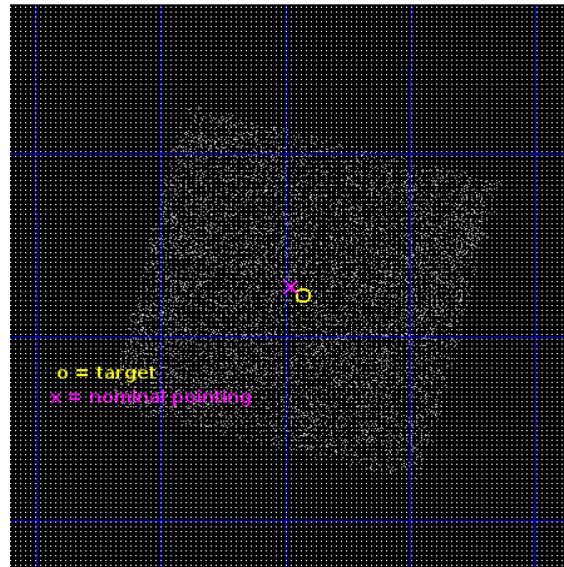 o = target
x = nominal pointing